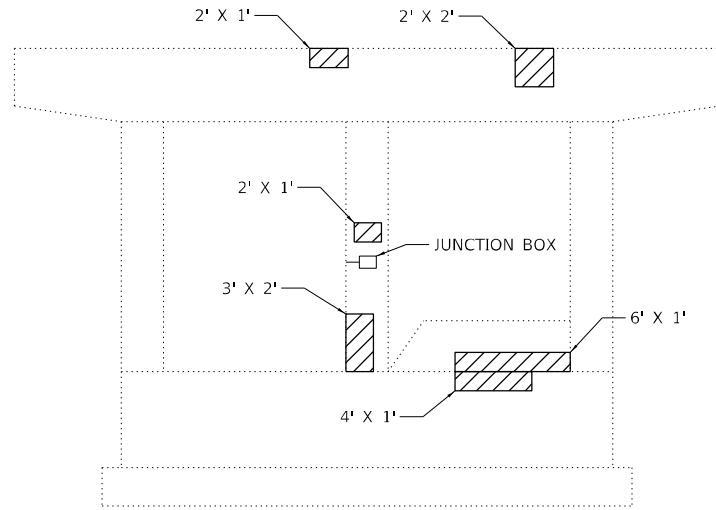 2' X 1'
2' X 2'
2' X 1'
JUNCTION BOX
3' X 2'
6' X 1'
4' X 1'